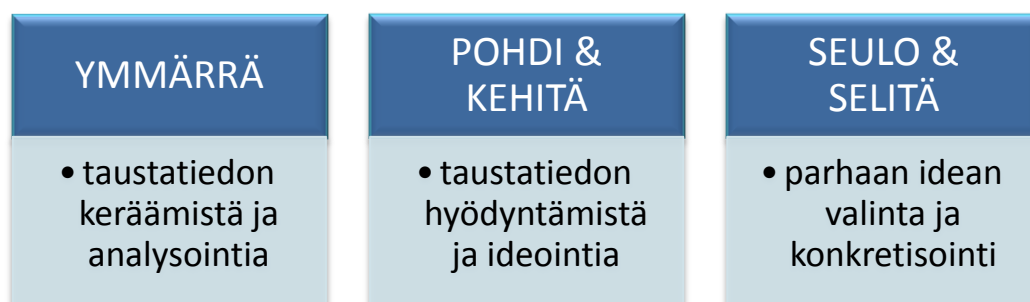 YMMÄRRÄ
• taustatiedon
keräämistä ja
analysointia
POHDI &
KEHITÄ
• taustatiedon
hyödyntämistä
ja ideointia
SEULO &
SELITÄ
• parhaan idean
valinta ja
konkretisointi